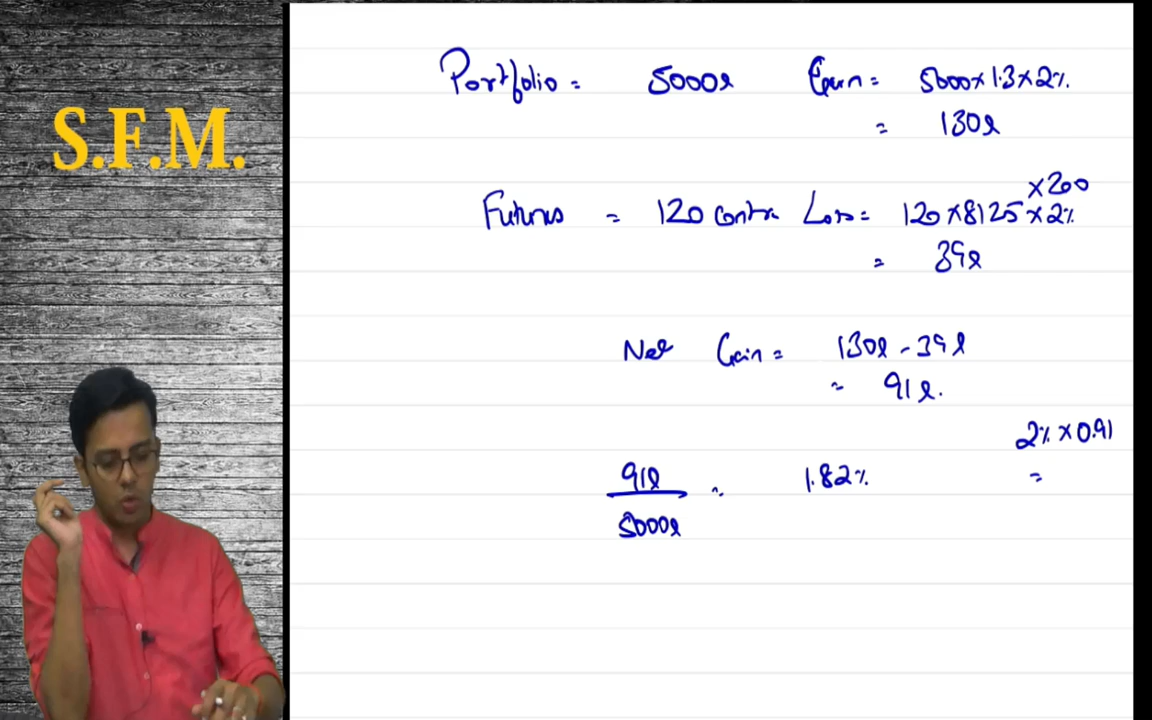 S.F.M.
Portfolio = 5000l Gain = 5000 x 1.3 x 2%
= 130l
Futures = 120 contra Loss = 120 x 8125 x 2% x 200
= 39l
Net Gain = 130l - 39l
= 91l.
2% x 0.91
91l = 1.82% =
5000l